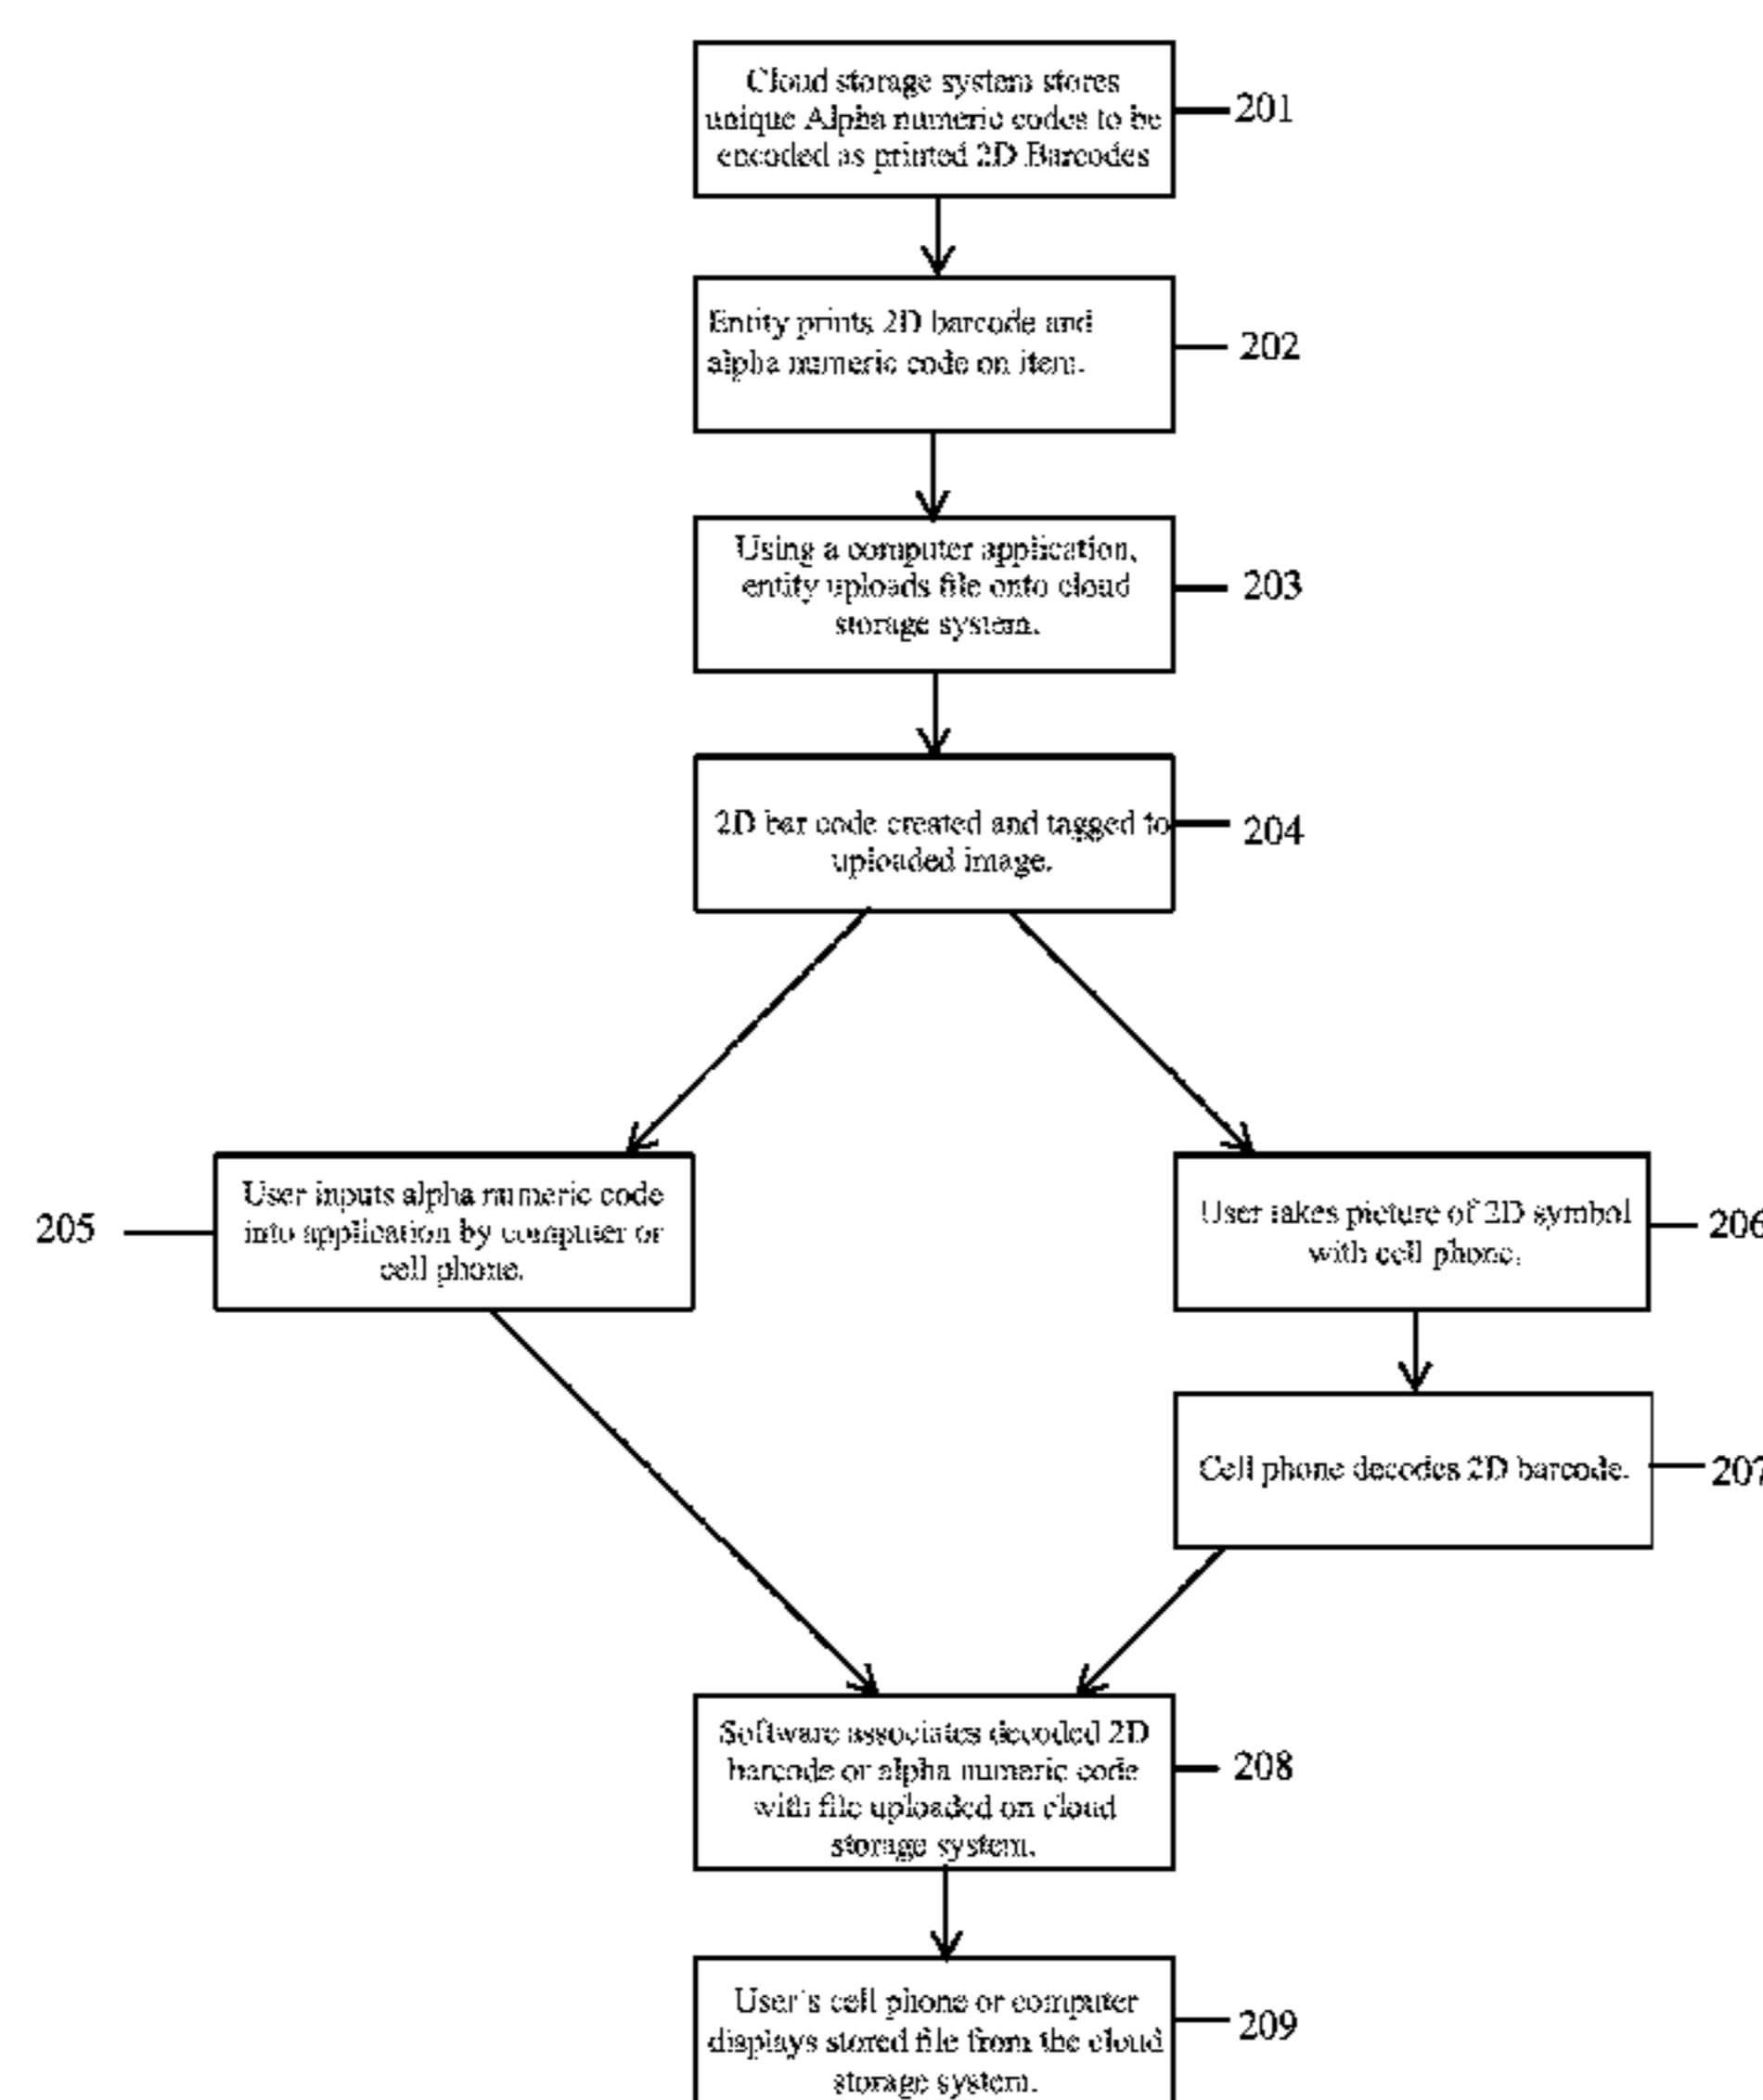 Cloud storage system stores
unique Alpha numeric codes to be
encoded as printed 2D Barcodes
201
Entity prints 2D barcode and
alpha numeric code on item.
202
Using a computer application,
entity uploads file onto cloud
storage system.
203
2D bar code created and tagged to
uploaded image.
204
205
User inputs alpha numeric code
into application by computer or
cell phone.
User takes picture of 2D symbol
with cell phone.
206
Cell phone decodes 2D barcode.
207
Software associates decoded 2D
barcode or alpha numeric code
with file uploaded on cloud
storage system.
208
User's cell phone or computer
displays stored file from the cloud
storage system.
209